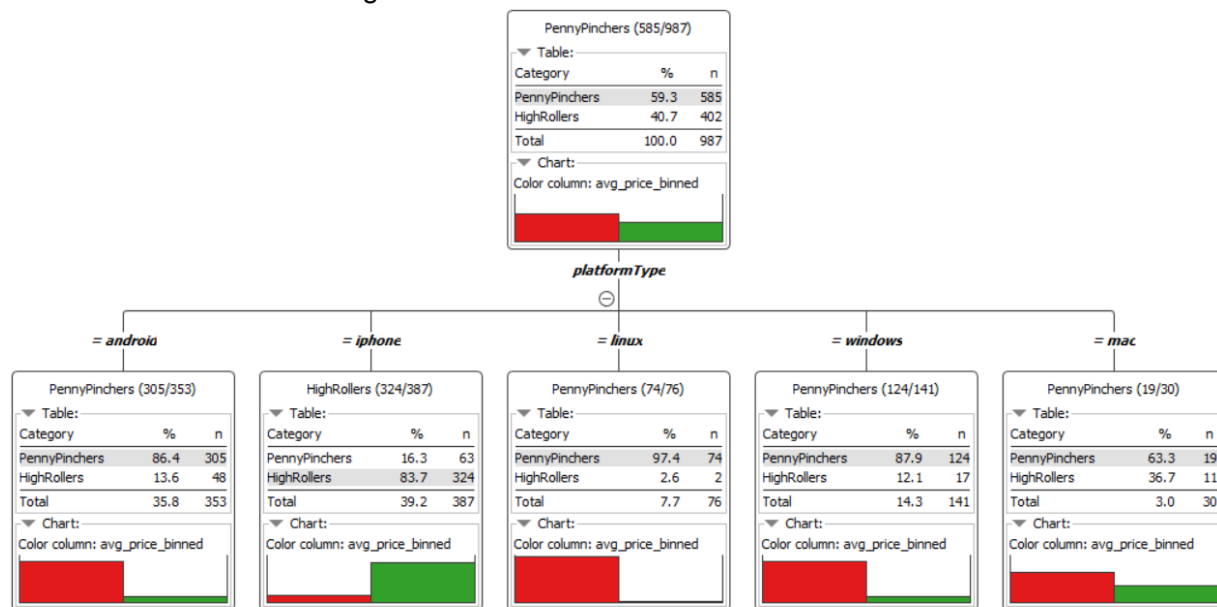 PennyPinchers (585/987)
Table:
Category % n
PennyPinchers 59.3 585
HighRollers 40.7 402
Total 100.0 987
Chart:
Color column: avg_price_binned
platformType
= android
= iphone
= linux
= windows
= mac
PennyPinchers (305/353)
Table:
Category % n
PennyPinchers 86.4 305
HighRollers 13.6 48
Total 35.8 353
Chart:
Color column: avg_price_binned
HighRollers (324/387)
Table:
Category % n
PennyPinchers 16.3 63
HighRollers 83.7 324
Total 39.2 387
Chart:
Color column: avg_price_binned
PennyPinchers (74/76)
Table:
Category % n
PennyPinchers 97.4 74
HighRollers 2.6 2
Total 7.7 76
Chart:
Color column: avg_price_binned
PennyPinchers (124/141)
Table:
Category % n
PennyPinchers 87.9 124
HighRollers 12.1 17
Total 14.3 141
Chart:
Color column: avg_price_binned
PennyPinchers (19/30)
Table:
Category % n
PennyPinchers 63.3 19
HighRollers 36.7 11
Total 3.0 30
Chart:
Color column: avg_price_binned